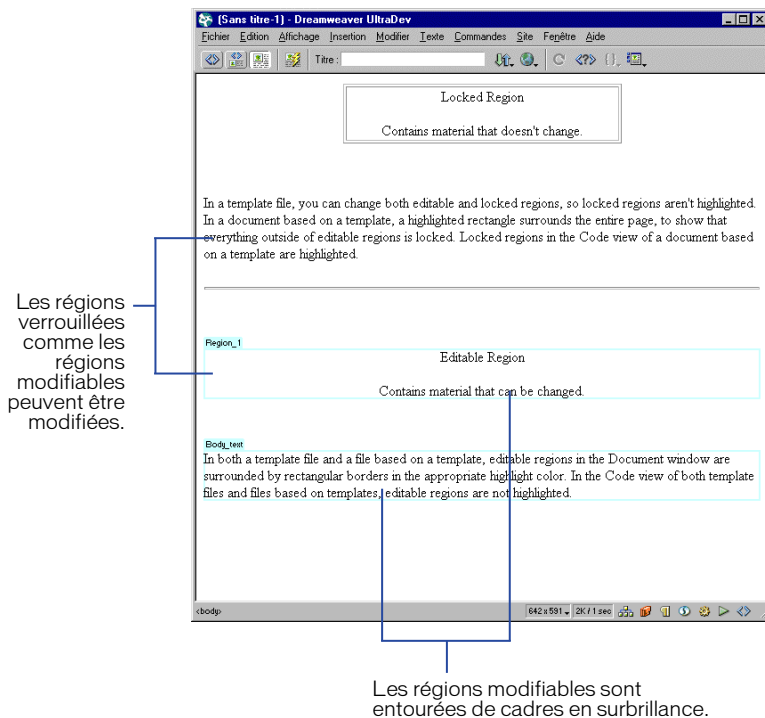 (Sans titre-1) - Dreamweaver UltraDev
Fichier Edition Affichage Insertion Modifier Texte Commandes Site Fenêtre Aide
Titre :
Locked Region
Contains material that doesn't change.
In a template file, you can change both editable and locked regions, so locked regions aren't highlighted.
In a document based on a template, a highlighted rectangle surrounds the entire page, to show that
everything outside of editable regions is locked. Locked regions in the Code view of a document based
on a template are highlighted.
Les régions
verrouillées
comme les
régions
modifiables
peuvent être
modifiées.
Region_1
Editable Region
Contains material that can be changed.
Body_text
In both a template file and a file based on a template, editable regions in the Document window are
surrounded by rectangular borders in the appropriate highlight color. In the Code view of both template
files and files based on templates, editable regions are not highlighted.
<body>
642 x 591 2K / 1 sec
Les régions modifiables sont
entourées de cadres en surbrillance.